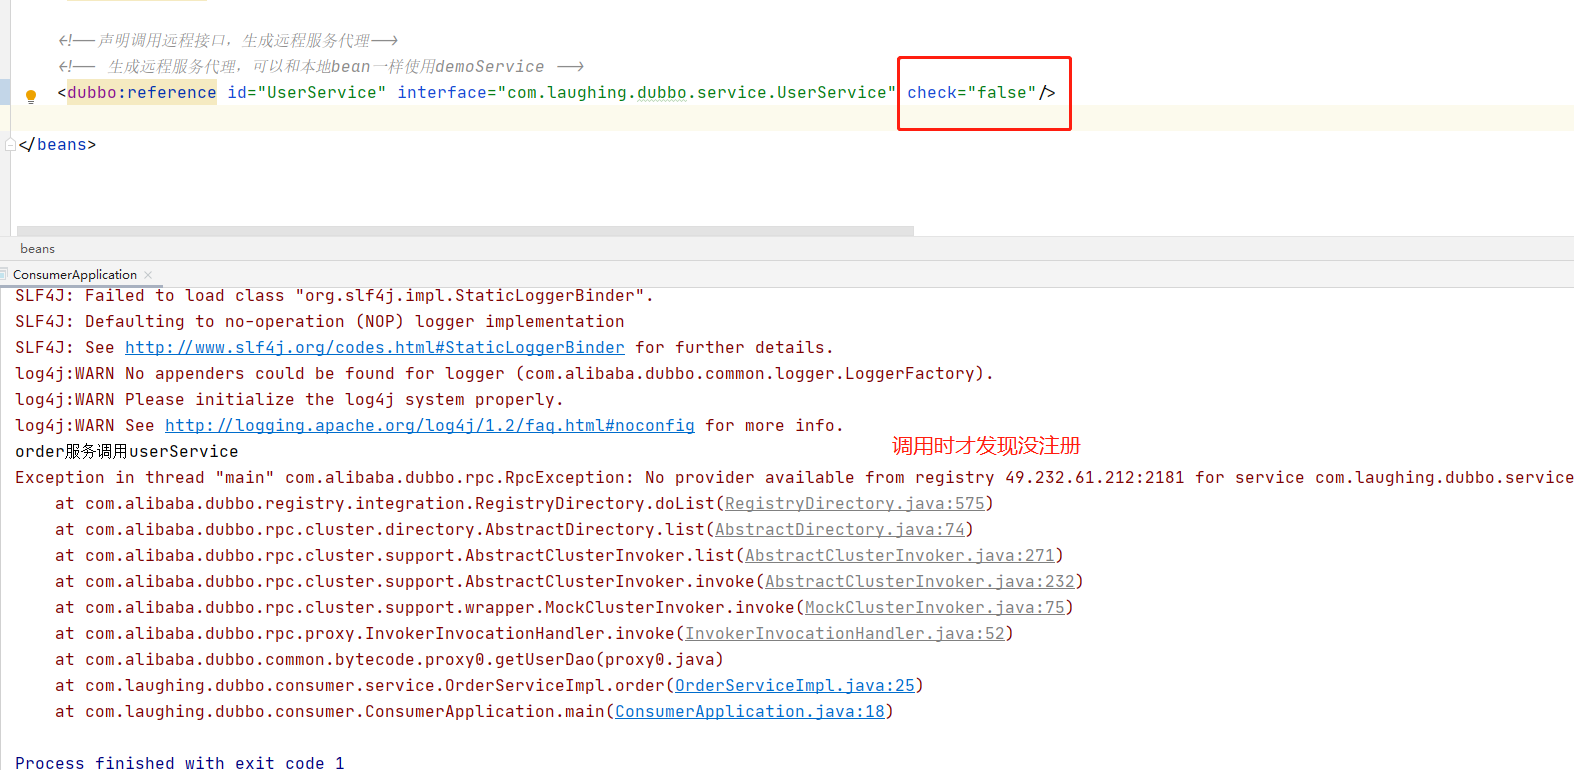 <!--声明调用远程接口，生成远程服务代理-->
<!-- 生成远程服务代理，可以和本地bean一样使用demoService -->
<dubbo:reference id="UserService" interface="com.laughing.dubbo.service.UserService" check="false"/>
</beans>
beans
ConsumerApplication
SLF4J: Failed to load class "org.slf4j.impl.StaticLoggerBinder".
SLF4J: Defaulting to no-operation (NOP) logger implementation
SLF4J: See http://www.slf4j.org/codes.html#StaticLoggerBinder for further details.
log4j:WARN No appenders could be found for logger (com.alibaba.dubbo.common.logger.LoggerFactory).
log4j:WARN Please initialize the log4j system properly.
log4j:WARN See http://logging.apache.org/log4j/1.2/faq.html#noconfig for more info.
order服务调用userService
调用时才发现没注册
Exception in thread "main" com.alibaba.dubbo.rpc.RpcException: No provider available from registry 49.232.61.212:2181 for service com.laughing.dubbo.service
at com.alibaba.dubbo.registry.integration.RegistryDirectory.doList(RegistryDirectory.java:575)
at com.alibaba.dubbo.rpc.cluster.directory.AbstractDirectory.list(AbstractDirectory.java:74)
at com.alibaba.dubbo.rpc.cluster.support.AbstractClusterInvoker.list(AbstractClusterInvoker.java:271)
at com.alibaba.dubbo.rpc.cluster.support.AbstractClusterInvoker.invoke(AbstractClusterInvoker.java:232)
at com.alibaba.dubbo.rpc.cluster.support.wrapper.MockClusterInvoker.invoke(MockClusterInvoker.java:75)
at com.alibaba.dubbo.rpc.proxy.InvokerInvocationHandler.invoke(InvokerInvocationHandler.java:52)
at com.alibaba.dubbo.common.bytecode.proxy0.getUserDao(proxy0.java)
at com.laughing.dubbo.consumer.service.OrderServiceImpl.order(OrderServiceImpl.java:25)
at com.laughing.dubbo.consumer.ConsumerApplication.main(ConsumerApplication.java:18)
Process finished with exit code 1